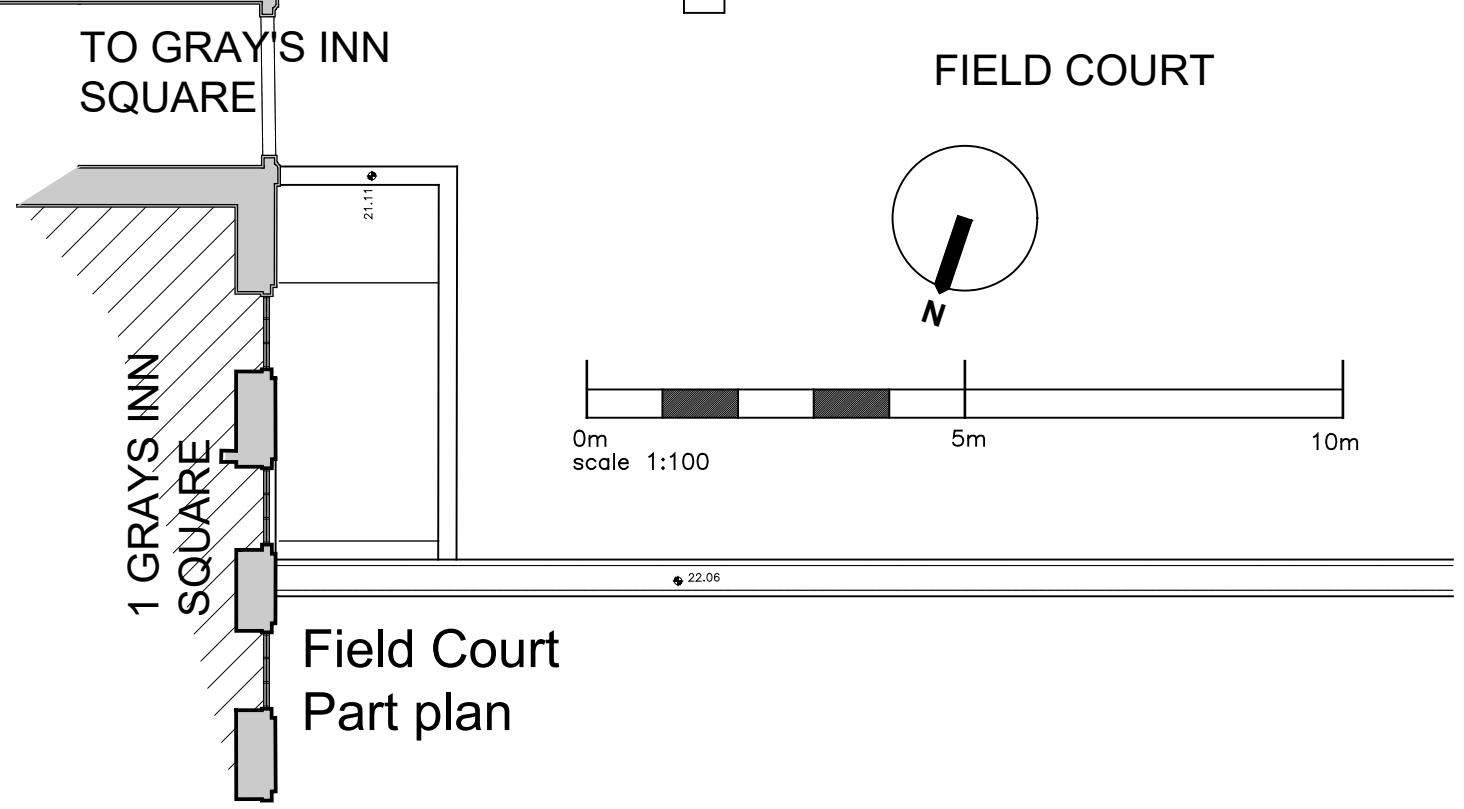 TO GRAY'S INN
SQUARE
FIELD COURT
21.11
N
0m
5m
10m
scale 1:100
1 GRAYS INN
SQUARE
22.06
Field Court
Part plan